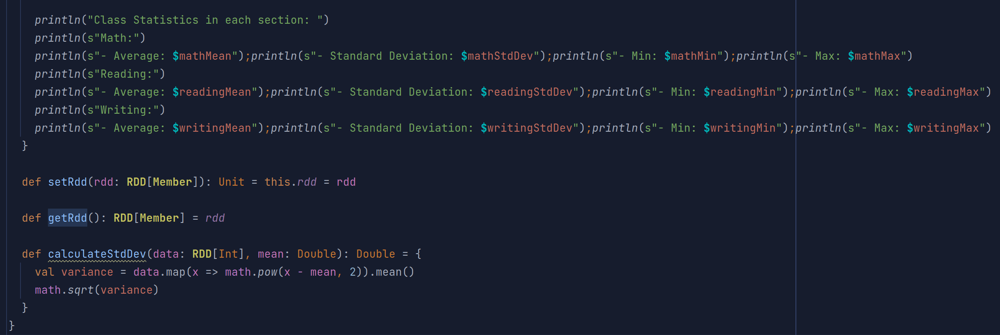 println("Class Statistics in each section: ")
println(s"Math:")
println(s"- Average: $mathMean");println(s"- Standard Deviation: $mathStdDev");println(s"- Min: $mathMin");println(s"- Max: $mathMax")
println(s"Reading:")
println(s"- Average: $readingMean");println(s"- Standard Deviation: $readingStdDev");println(s"- Min: $readingMin");println(s"- Max: $readingMax")
println(s"Writing:")
println(s"- Average: $writingMean");println(s"- Standard Deviation: $writingStdDev");println(s"- Min: $writingMin");println(s"- Max: $writingMax")
}
def setRdd(rdd: RDD[Member]): Unit = this.rdd = rdd
def getRdd(): RDD[Member] = rdd
def calculateStdDev(data: RDD[Int], mean: Double): Double = {
val variance = data.map(x => math.pow(x - mean, 2)).mean()
math.sqrt(variance)
}
}